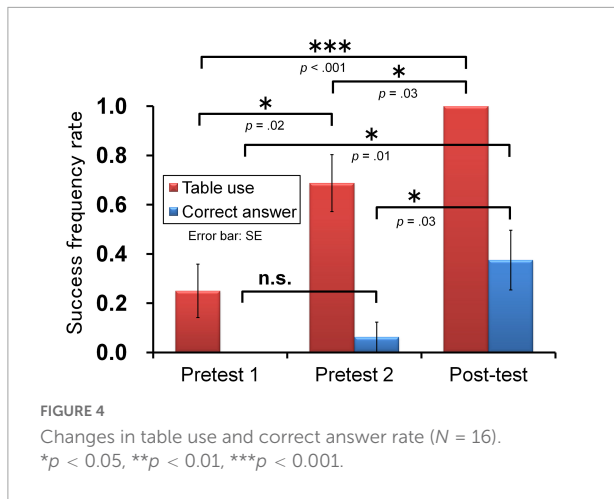 ***
p < .001
*
p = .03
*
p = .02
*
p = .01
*
p = .03
n.s.
Success frequency rate
1.0
0.8
0.6
0.4
0.2
0.0
Table use
Correct answer
Error bar: SE
Pretest 1
Pretest 2
Post-test
FIGURE 4
Changes in table use and correct answer rate (N = 16).
*p < 0.05, **p < 0.01, ***p < 0.001.